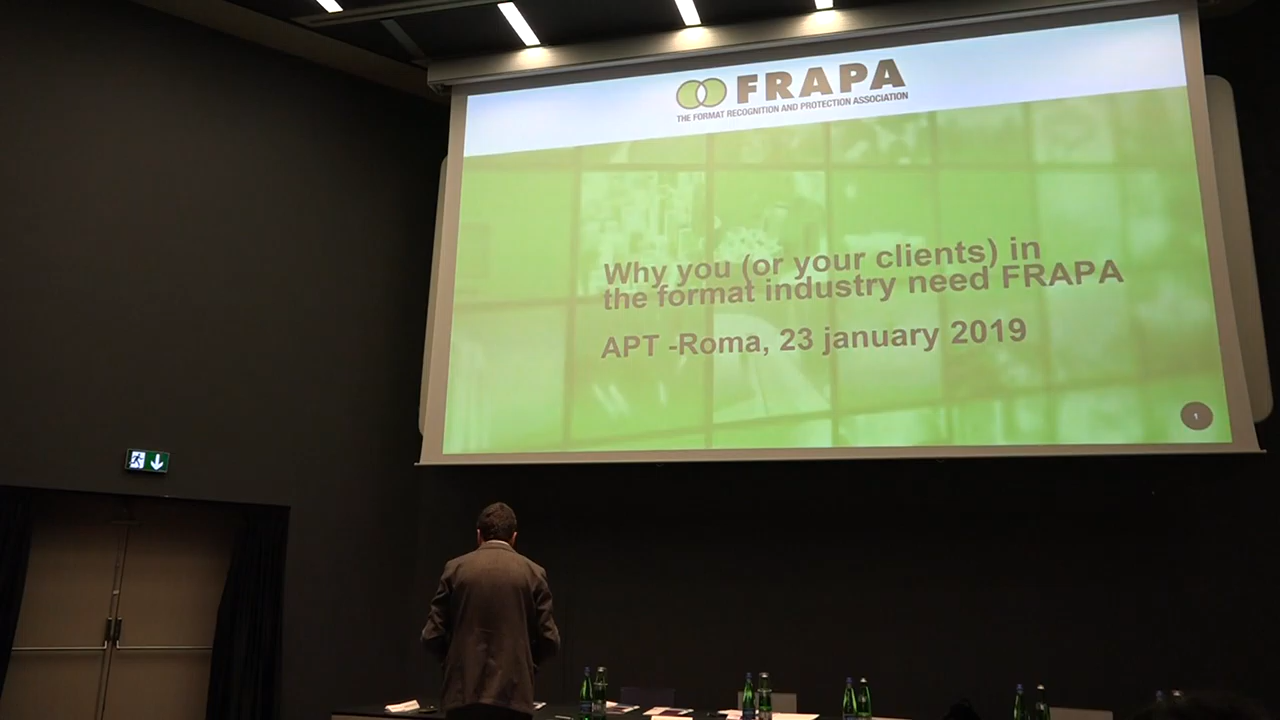 FRAPA
THE FORMAT RECOGNITION AND PROTECTION ASSOCIATION
Why you (or your clients) in
the format industry need FRAPA
APT -Roma, 23 january 2019
1